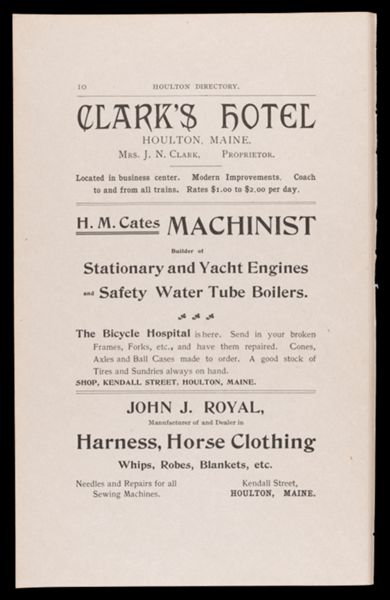 10 HOULTON DIRECTORY.
CLARK'S HOTEL
HOULTON, MAINE.
MRS. J. N. CLARK, PROPRIETOR.
Located in business center. Modern Improvements. Coach
to and from all trains. Rates $1.00 to $2.00 per day.
H. M. Cates MACHINIST
Builder of
Stationary and Yacht Engines
and Safety Water Tube Boilers.
The Bicycle Hospital is here. Send in your broken
Frames, Forks, etc., and have them repaired. Cones,
Axles and Ball Cases made to order. A good stock of
Tires and Sundries always on hand.
SHOP, KENDALL STREET, HOULTON, MAINE.
JOHN J. ROYAL,
Manufacturer of and Dealer in
Harness, Horse Clothing
Whips, Robes, Blankets, etc.
Needles and Repairs for all Kendall Street,
Sewing Machines. HOULTON, MAINE.